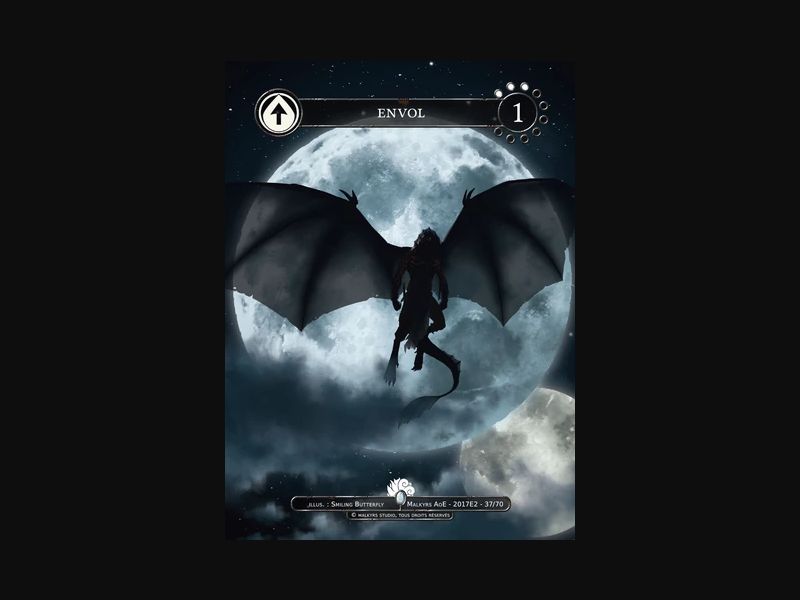 ENVOL
1
Illus. : Smiling Butterfly
Malkyrs AoE - 2017E2 - 37/70
© Malkyrs Studio, tous droits réservés